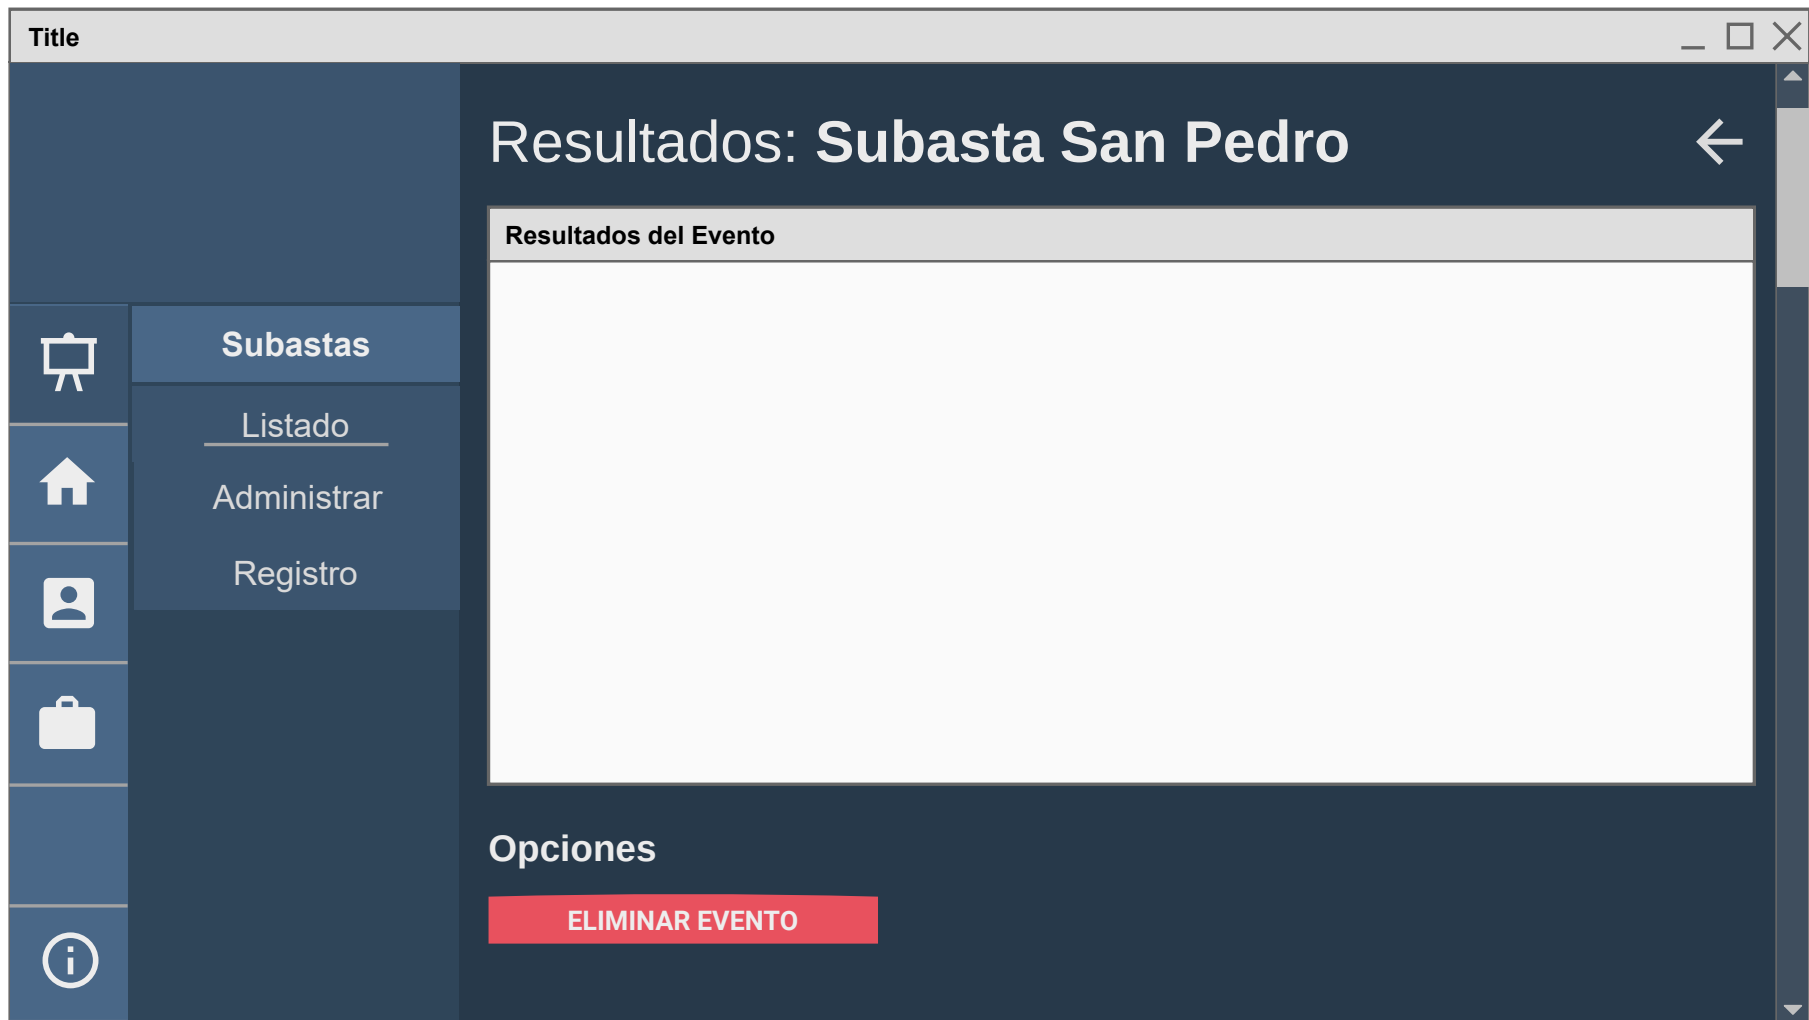 Title
Resultados: Subasta San Pedro
Resultados del Evento
Subastas
Listado
Administrar
Registro
Opciones
ELIMINAR EVENTO